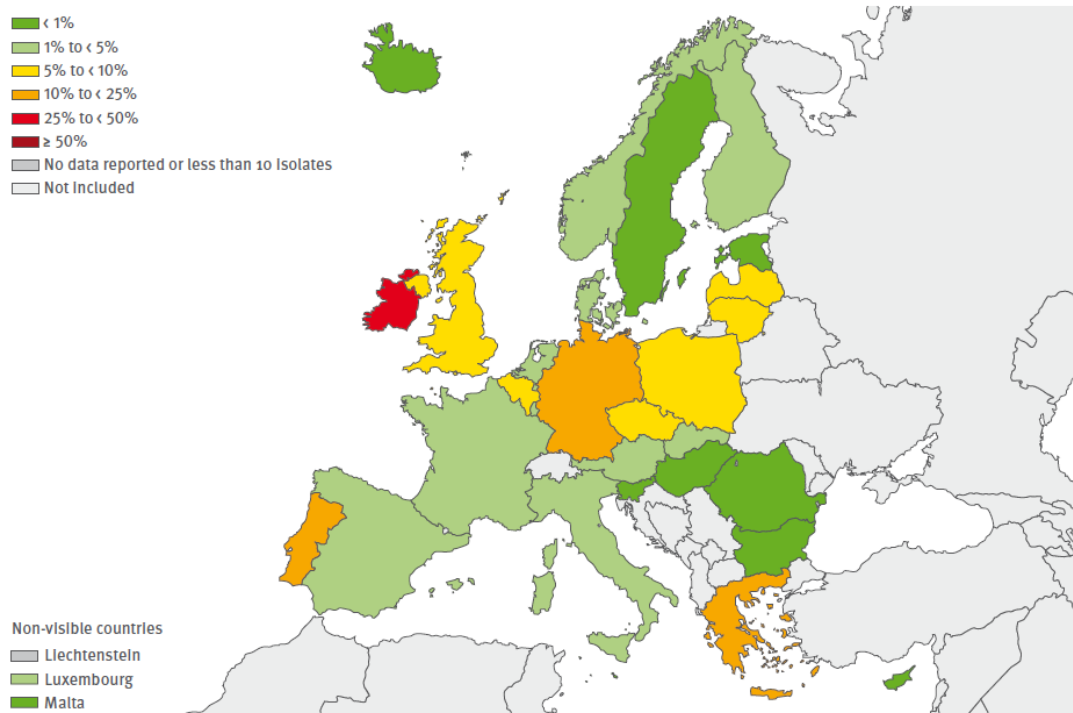 < 1%
1% to < 5%
5% to < 10%
10% to < 25%
25% to < 50%
≥ 50%
No data reported or less than 10 isolates
Not included
Non-visible countries
Liechtenstein
Luxembourg
Malta